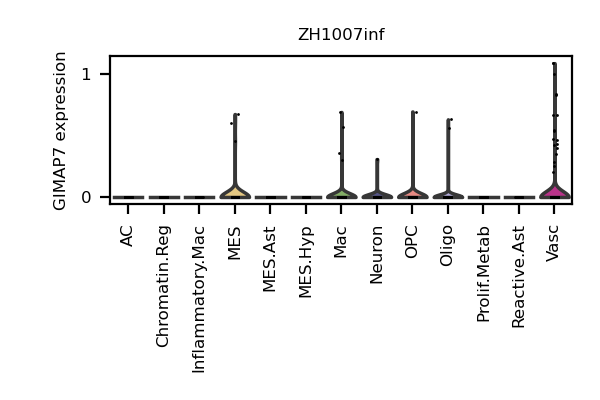 ZH1007inf
GIMAP7 expression
1
0
AC
Chromatin.Reg
Inflammatory.Mac
MES
MES.Ast
MES.Hyp
Mac
Neuron
OPC
Oligo
Prolif.Metab
Reactive.Ast
Vasc